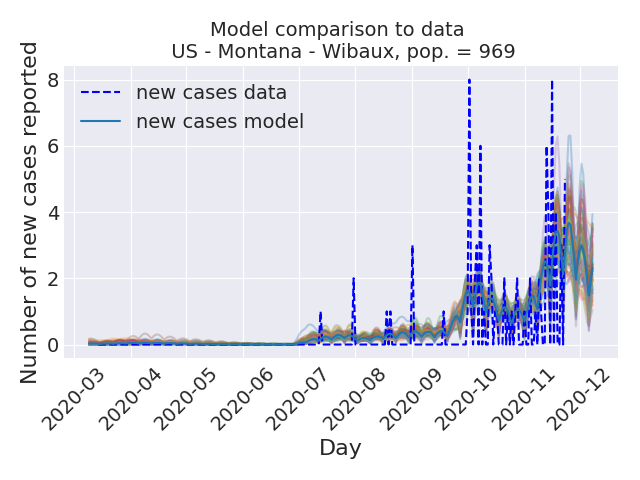 Model comparison to data
US - Montana - Wibaux, pop. = 969
Number of new cases reported
8
6
4
2
0
new cases data
new cases model
2020-03
2020-04
2020-05
2020-06
2020-07
2020-08
2020-09
2020-10
2020-11
2020-12
Day